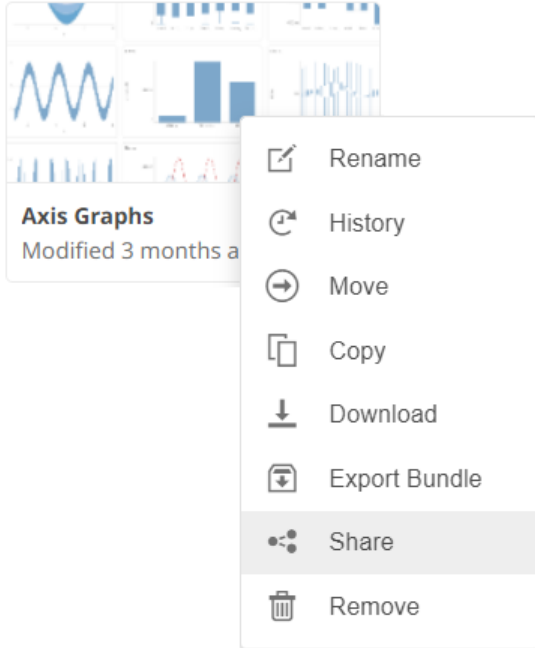 Axis Graphs
Modified 3 months a
Rename
History
Move
Copy
Download
Export Bundle
Share
Remove